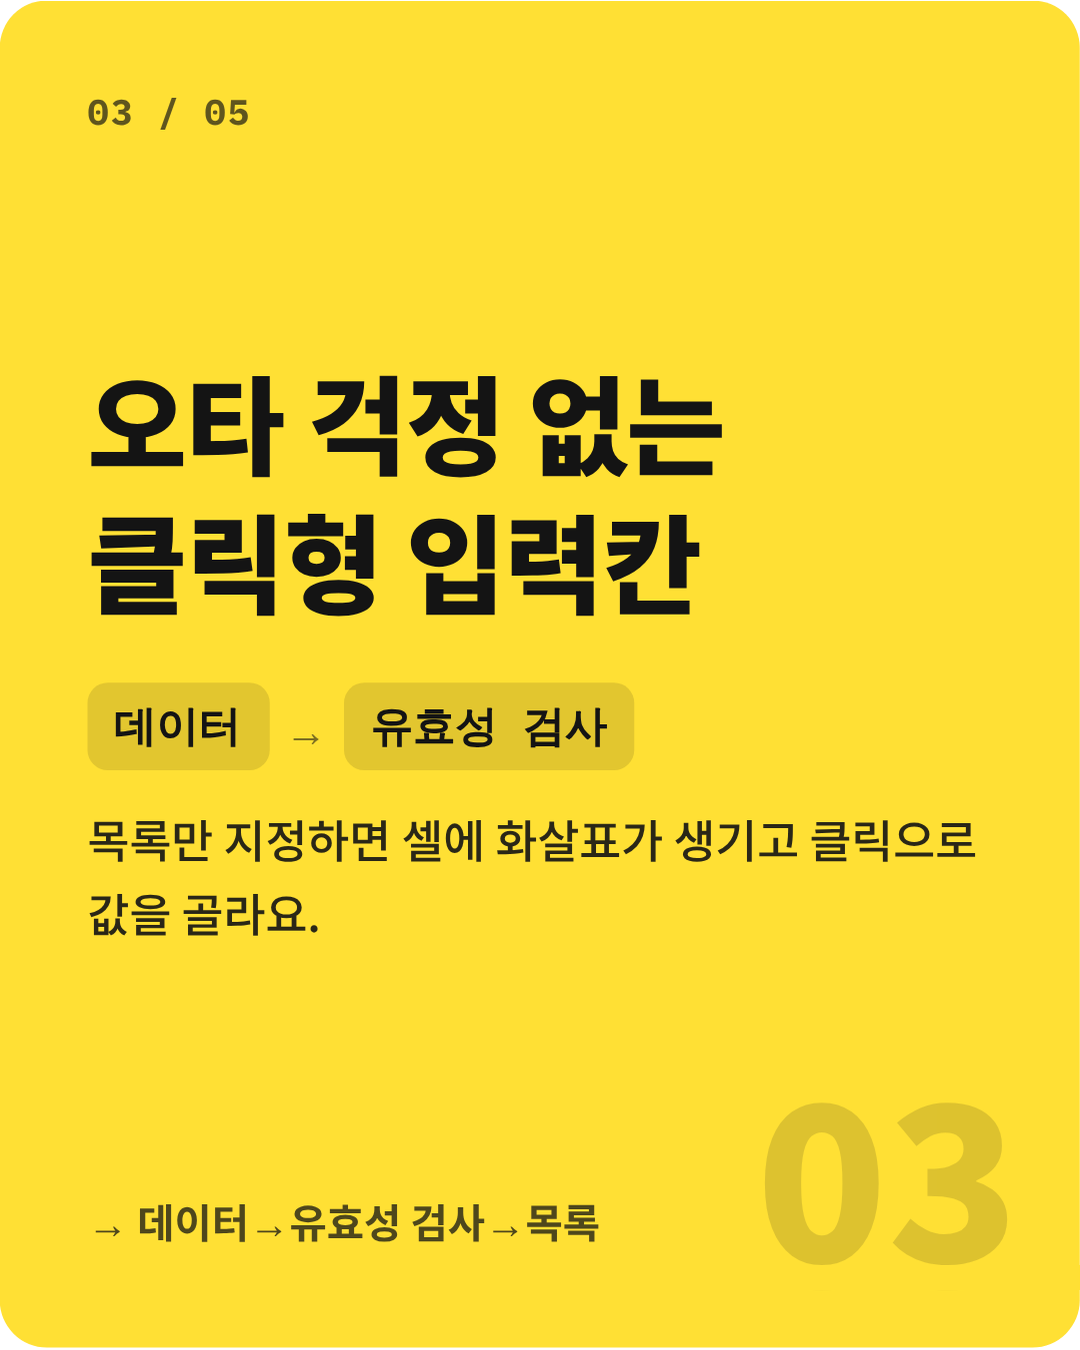 03 / 05
오타 걱정 없는
클릭형 입력칸
데이터 → 유효성 검사
목록만 지정하면 셀에 화살표가 생기고 클릭으로
값을 골라요.
→ 데이터→유효성 검사→목록
03